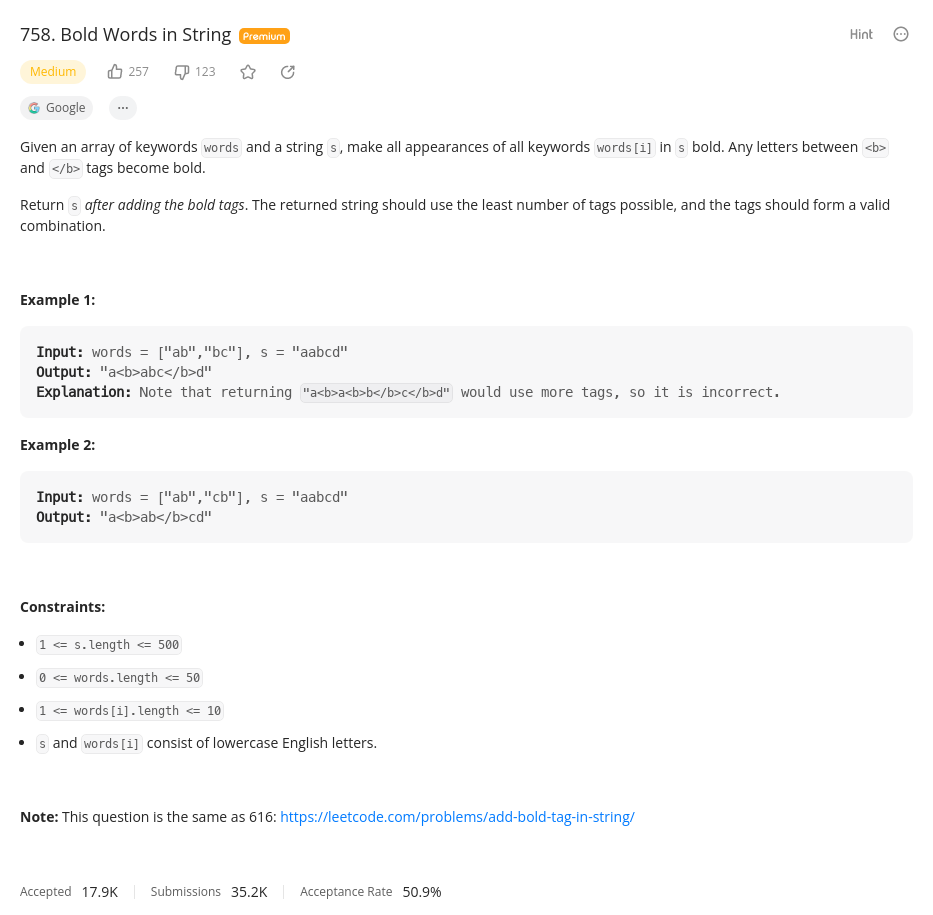 758. Bold Words in String Premium Hint
Medium 257 123
Google ...
Given an array of keywords words and a string s, make all appearances of all keywords words[i] in s bold. Any letters between <b>
and </b> tags become bold.
Return s after adding the bold tags. The returned string should use the least number of tags possible, and the tags should form a valid
combination.
Example 1:
Input: words = ["ab","bc"], s = "aabcd"
Output: "a<b>abc</b>d"
Explanation: Note that returning "a<b>a<b>b</b>c</b>d" would use more tags, so it is incorrect.
Example 2:
Input: words = ["ab","cb"], s = "aabcd"
Output: "a<b>ab</b>cd"
Constraints:
• 1 <= s.length <= 500
• 0 <= words.length <= 50
• 1 <= words[i].length <= 10
• s and words[i] consist of lowercase English letters.
Note: This question is the same as 616: https://leetcode.com/problems/add-bold-tag-in-string/
Accepted 17.9K Submissions 35.2K Acceptance Rate 50.9%